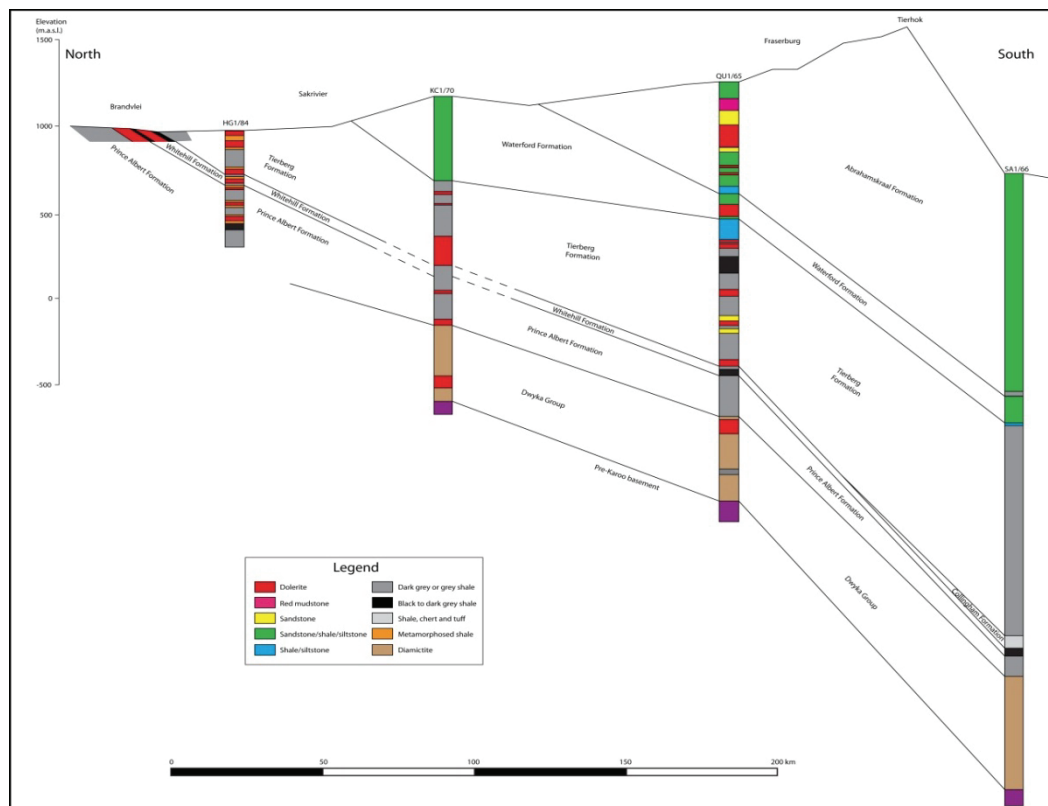 Elevation
(m.a.s.l.)
1500
North
Tierhok
Fraserburg
South
QU1/65
KC1/70
Sakrivier
Brandvlei
HG1/84
1000
Waterford Formation
Abrahamskraal Formation
SA1/66
Prince Albert Formation
Whitehill Formation
Tierberg
Formation
Whitehill Formation
Prince Albert Formation
500
Tierberg
Formation
Waterford Formation
0
Whitehill Formation
Prince Albert Formation
Tierberg
Formation
-500
Dwyka Group
Pre-Karoo basement
Prince Albert Formation
Collingham Formation
Dwyka Group
Legend
Dolerite
Dark grey or grey shale
Red mudstone
Black to dark grey shale
Sandstone
Shale, chert and tuff
Sandstone/shale/siltstone
Metamorphosed shale
Shale/siltstone
Diamictite
0
50
100
150
200 km